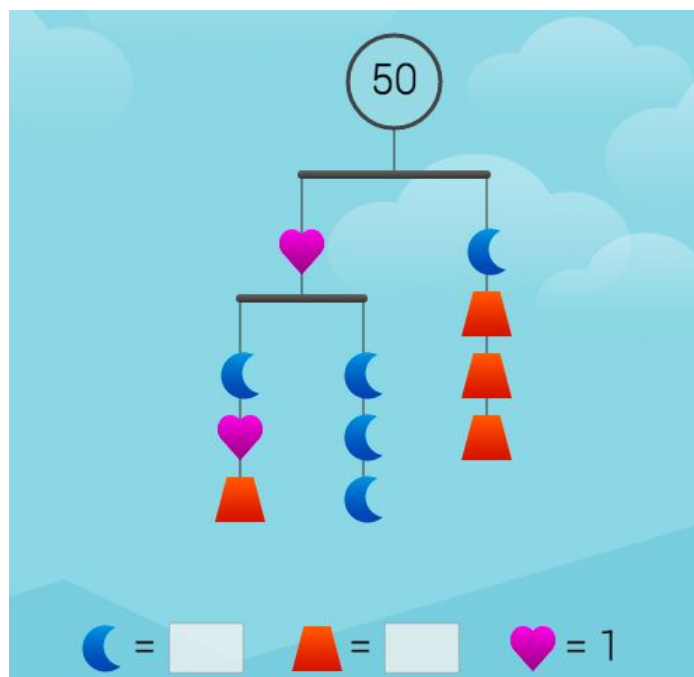 50
= = = 1